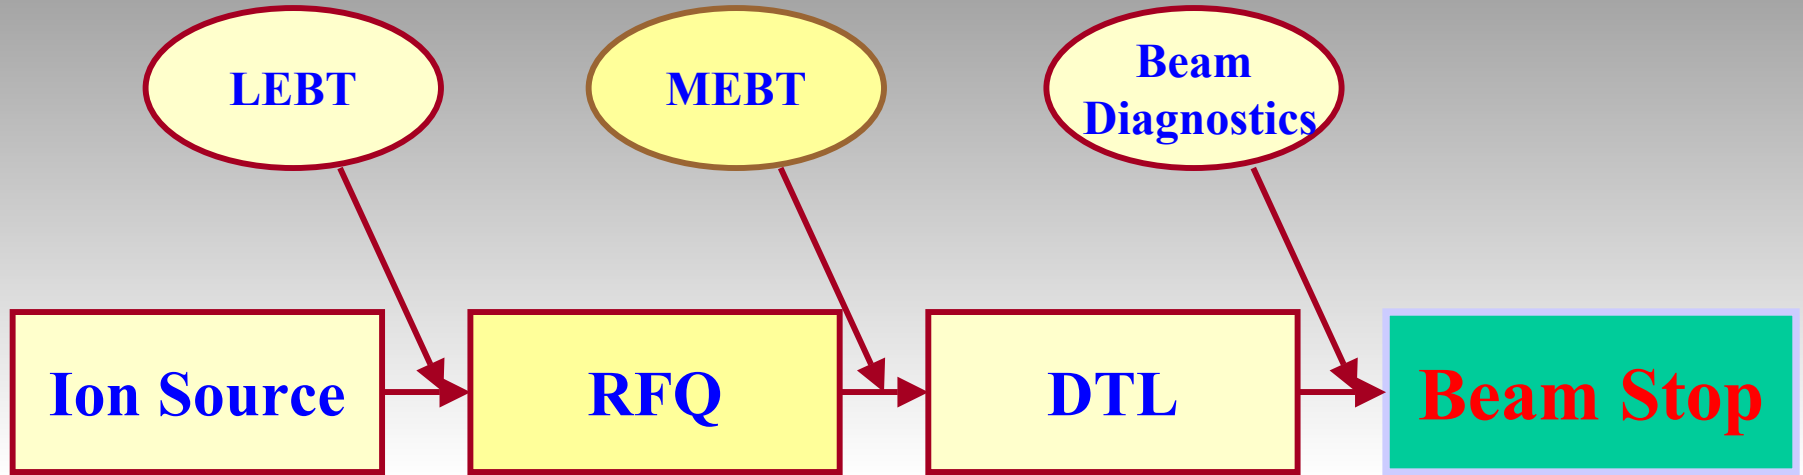 LEBT
MEBT
Beam
Diagnostics
Ion Source
RFQ
DTL
Beam Stop